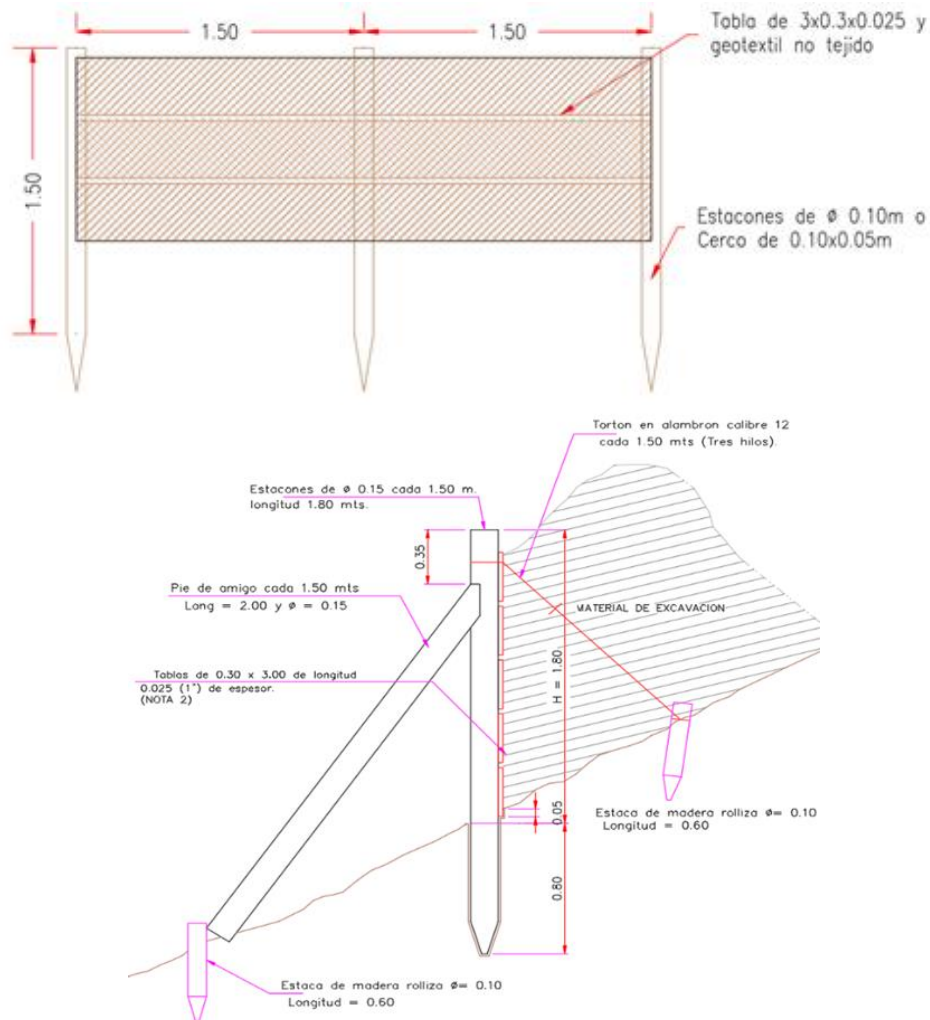 1.50
1.50
Tabla de 3x0.3x0.025 y
geotextil no tejido
1.50
Estacones de ø 0.10m o
Cerco de 0.10x0.05m
Torton en alambron calibre 12
cada 1.50 mts (Tres hilos).
Estacones de ø 0.15 cada 1.50 m.
longitud 1.80 mts.
0.35
Pie de amigo cada 1.50 mts
Long = 2.00 y ø = 0.15
MATERIAL DE EXCAVACION
H = 1.80
Tablas de 0.30 x 3.00 de longitud
0.025 (1") de espesor.
(NOTA 2)
0.05
Estaca de madera rolliza ø= 0.10
Longitud = 0.60
0.80
Estaca de madera rolliza ø= 0.10
Longitud = 0.60